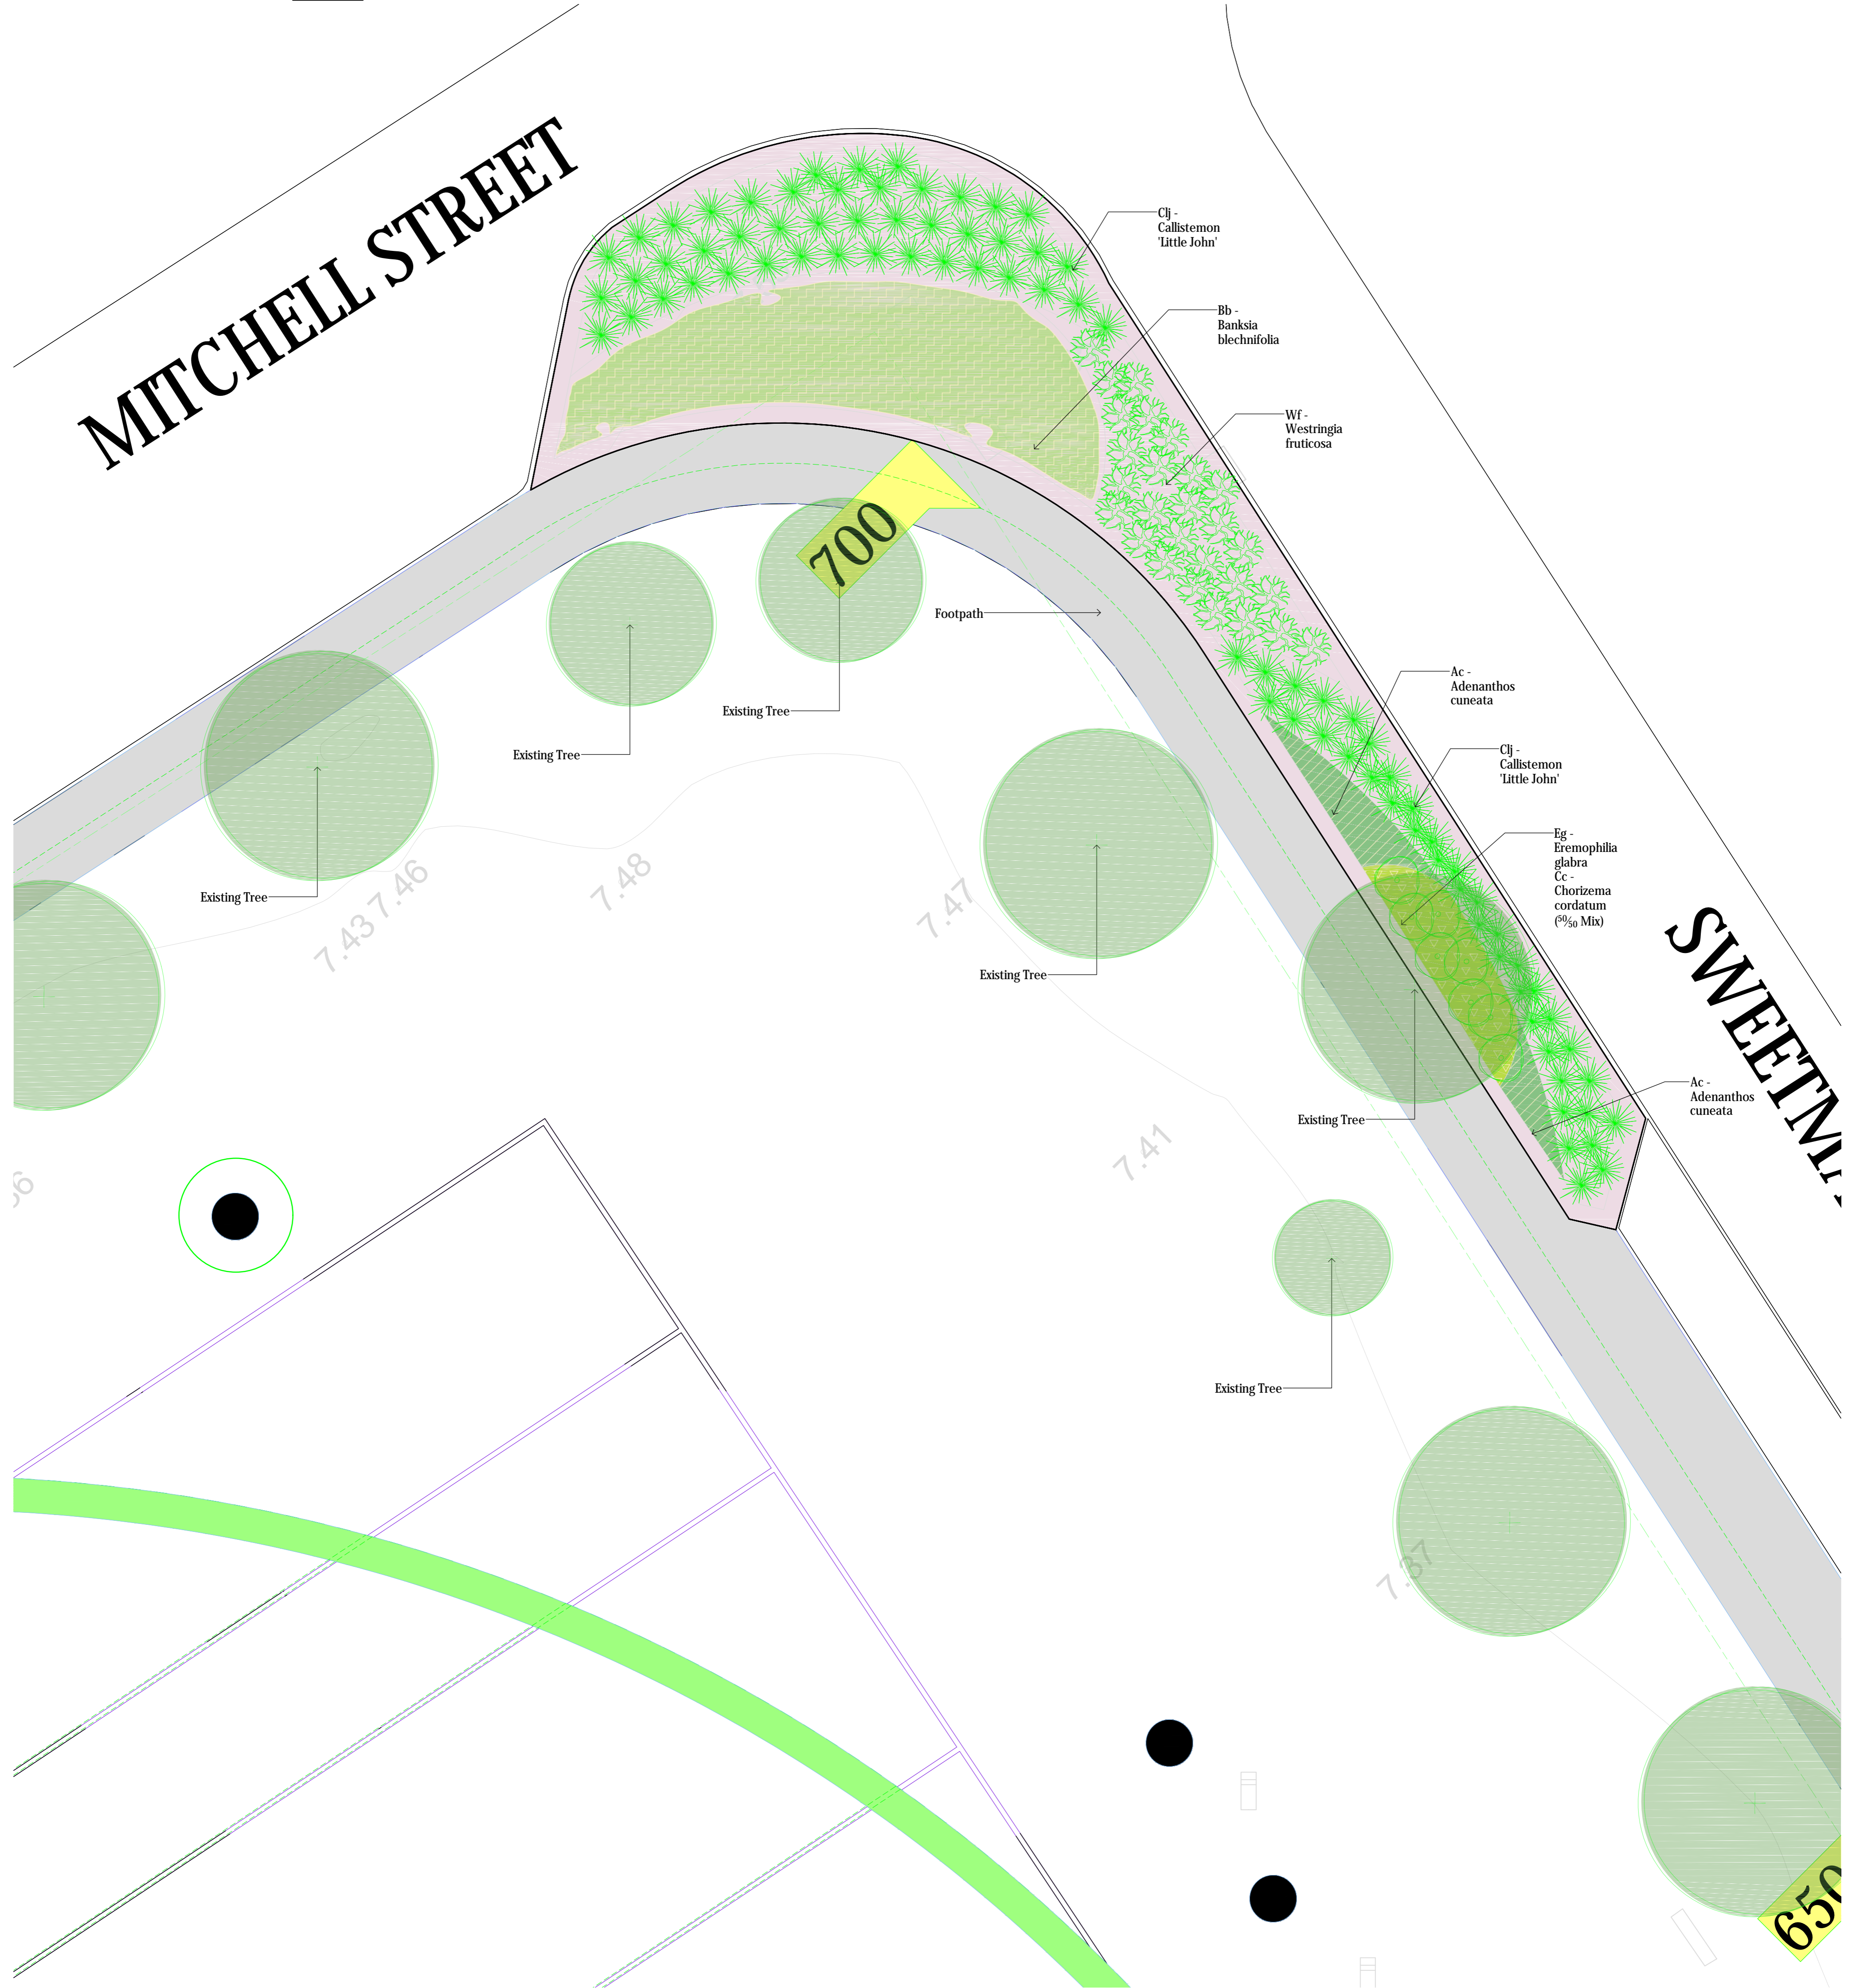 MITCHELL STREET
Clj -
Callistemon
'Little John'
Bb -
Banksia
blechnifolia
Wf -
Westringia
fruticosa
700
Footpath
Ac -
Adenanthos
cuneata
Existing Tree
Existing Tree
Clj -
Callistemon
'Little John'
Eg -
Eremophilia
glabra
Cc -
Chorizema
cordatum
(50/50 Mix)
Existing Tree
7.46
7.43
7.48
7.47
SWEETM
Existing Tree
Existing Tree
Ac -
Adenanthos
cuneata
7.41
Existing Tree
7.37
650